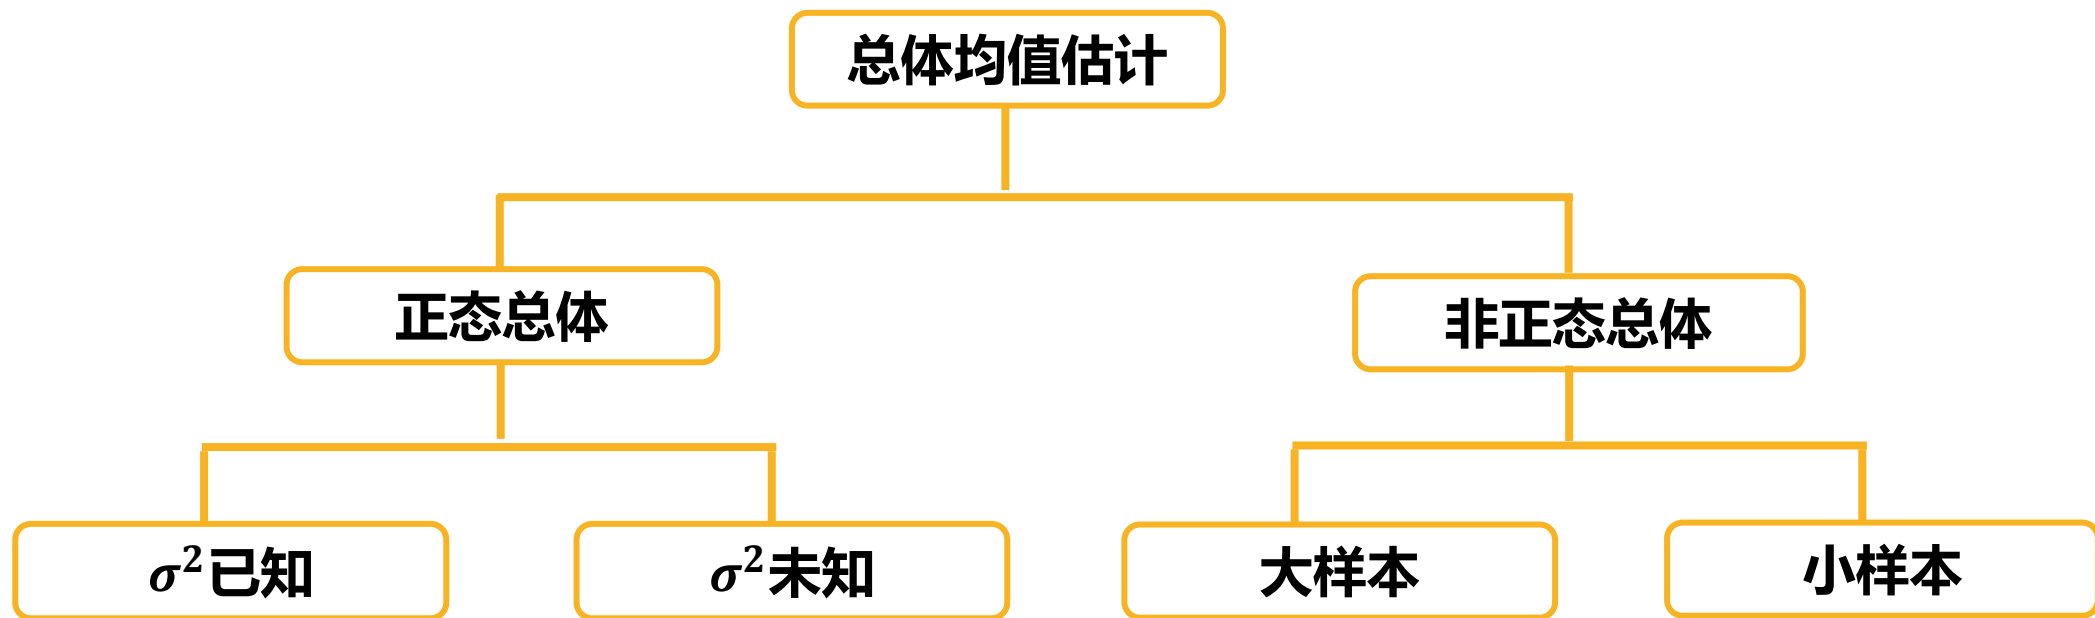 总体均值估计
正态总体
非正态总体
σ²已知
σ²未知
大样本
小样本